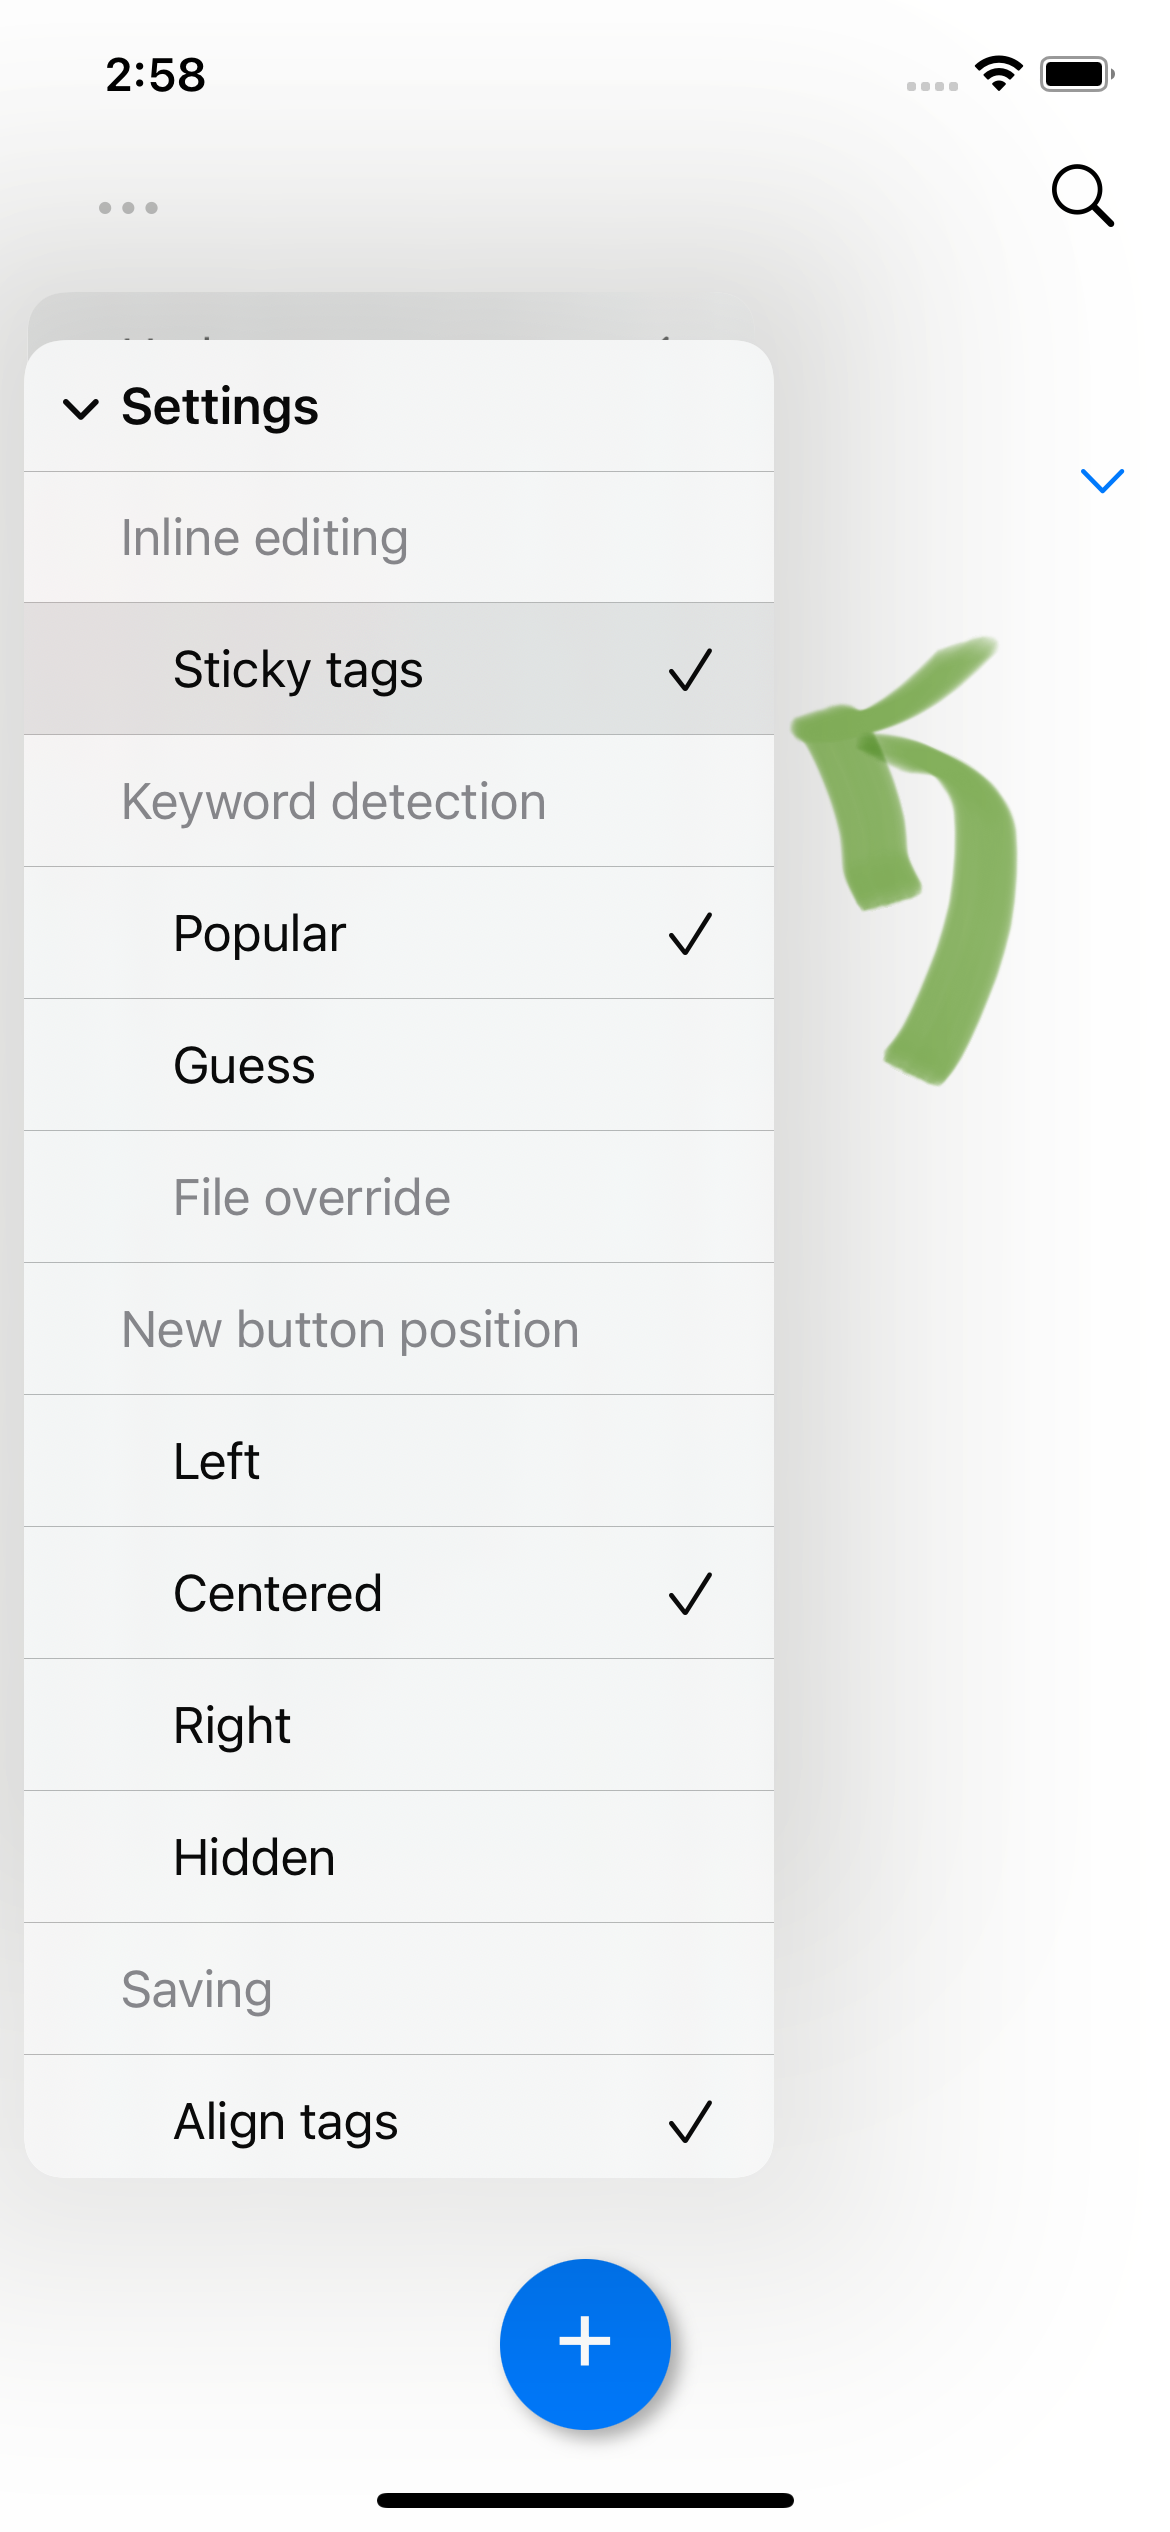 2:58
Settings
Inline editing
Sticky tags
Keyword detection
Popular
Guess
File override
New button position
Left
Centered
Right
Hidden
Saving
Align tags